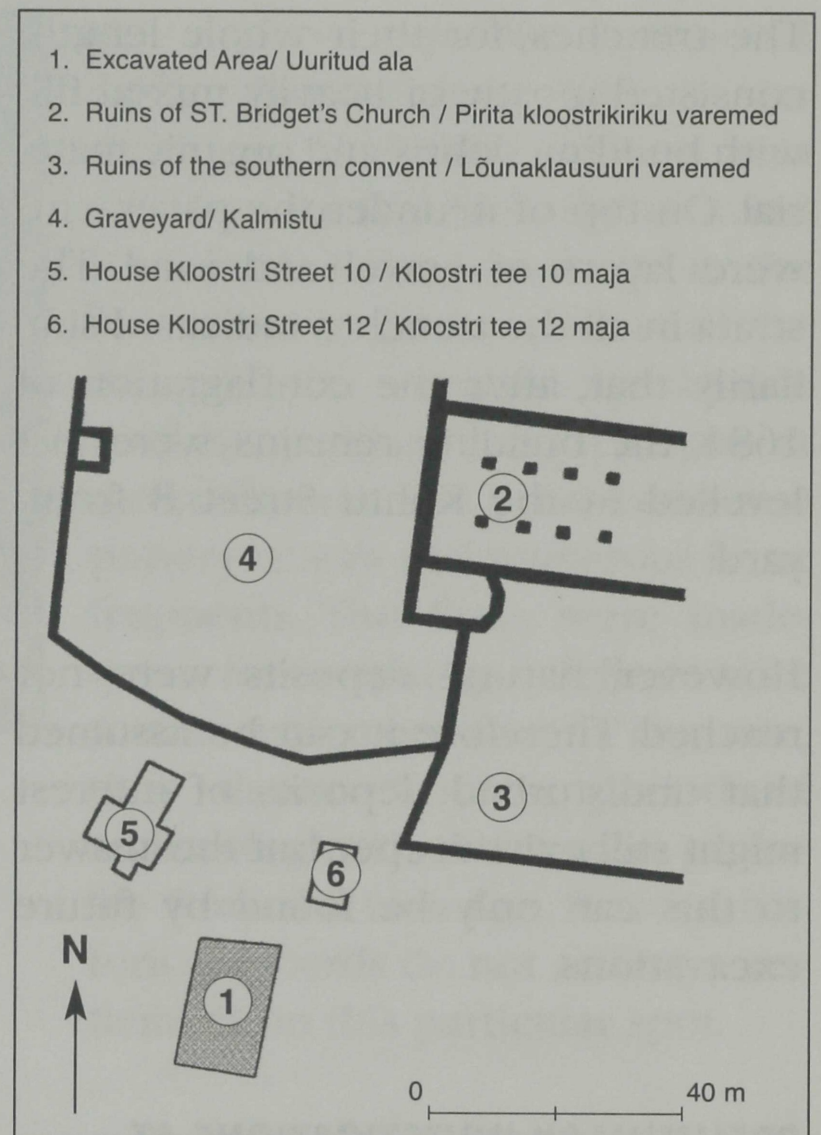 1. Excavated Area/ Uuritud ala
2. Ruins of ST. Bridget's Church / Pirita kloostrikiriku varemed
3. Ruins of the southern convent / Lõunaklausuuri varemed
4. Graveyard/ Kalmistu
5. House Kloostri Street 10 / Kloostri tee 10 maja
6. House Kloostri Street 12 / Kloostri tee 12 maja
2
4
3
5
6
N
1
0 40 m